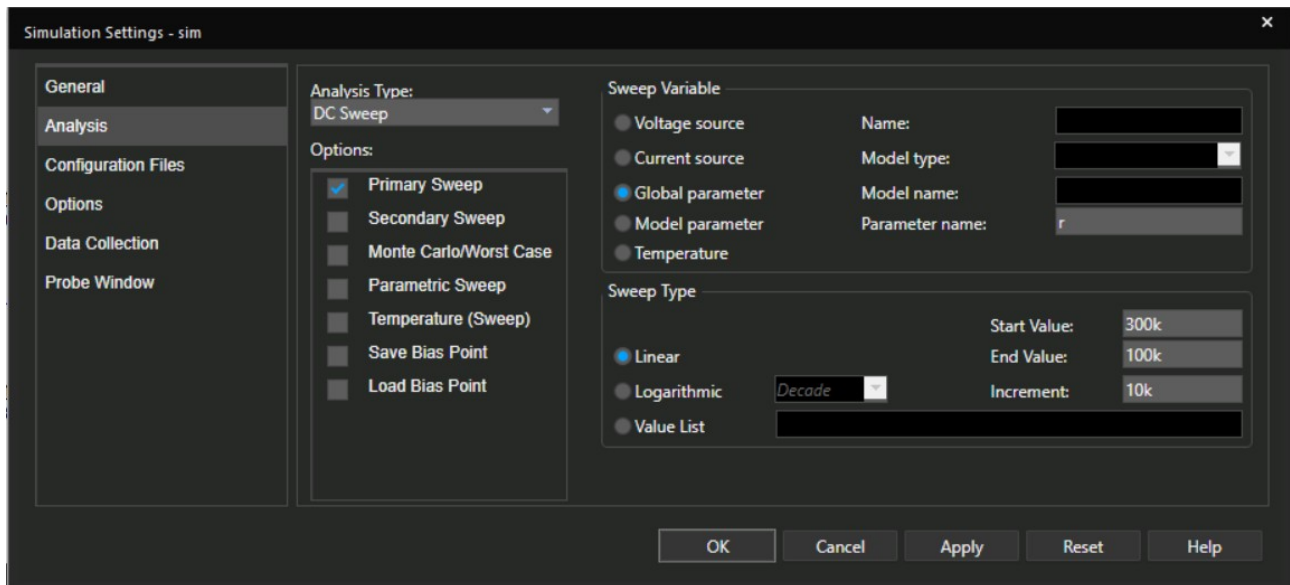 Simulation Settings - sim
×
General
Analysis
Configuration Files
Options
Data Collection
Probe Window
Analysis Type:
DC Sweep
Options:
Primary Sweep
Secondary Sweep
Monte Carlo/Worst Case
Parametric Sweep
Temperature (Sweep)
Save Bias Point
Load Bias Point
Sweep Variable
Voltage source
Name:
Current source
Model type:
Global parameter
Model name:
Model parameter
Parameter name:
r
Temperature
Sweep Type
Start Value:
300k
Linear
End Value:
100k
Logarithmic
Decade
Increment:
10k
Value List
OK
Cancel
Apply
Reset
Help